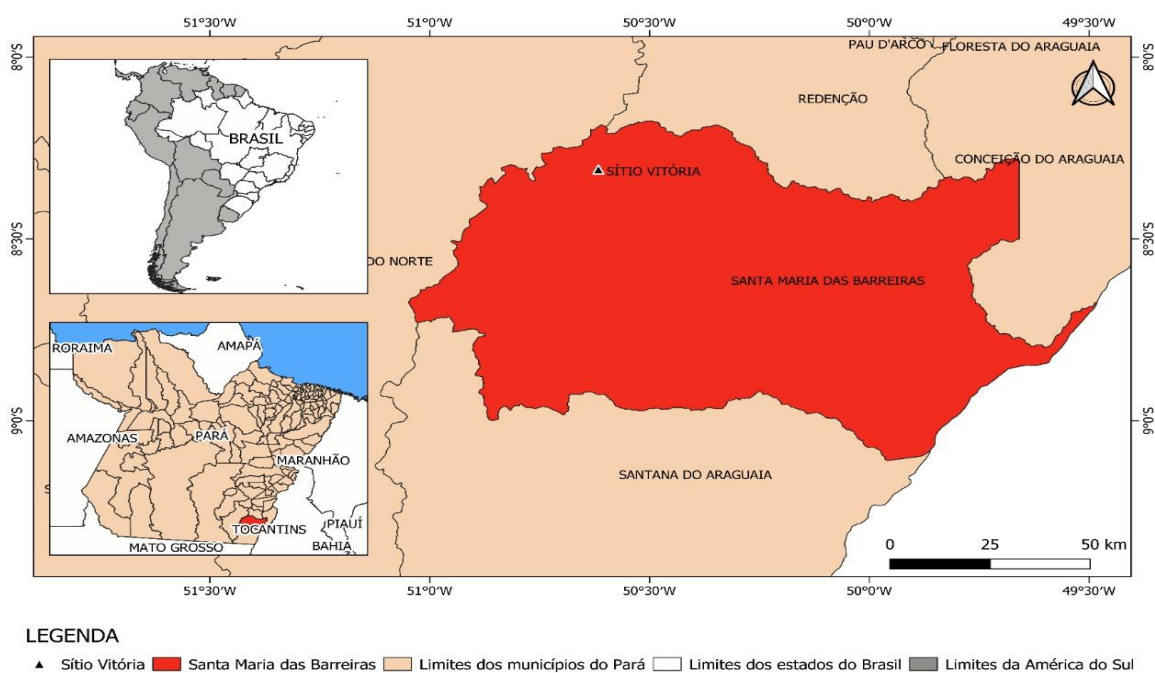 51°30'W 51°0'W 50°30'W 50°0'W 49°30'W
8°0'S
8°0'S
PAU D'ARCO
FLORESTA DO ARAGUAIA
REDENÇÃO
BRASIL
CONCEIÇÃO DO ARAGUAIA
SÍTIO VITÓRIA
8°30'S
8°30'S
DO NORTE
SANTA MARIA DAS BARREIRAS
RORAIMA
AMAPÁ
9°0'S
9°0'S
AMAZONAS
PARÁ
MARANHÃO
SANTANA DO ARAGUAIA
S
TOCANTINS
PIAUÍ
MATO GROSSO
BAHIA
0 25 50 km
51°30'W 51°0'W 50°30'W 50°0'W 49°30'W
LEGENDA
Sítio Vitória Santa Maria das Barreiras Limites dos municípios do Pará Limites dos estados do Brasil Limites da América do Sul